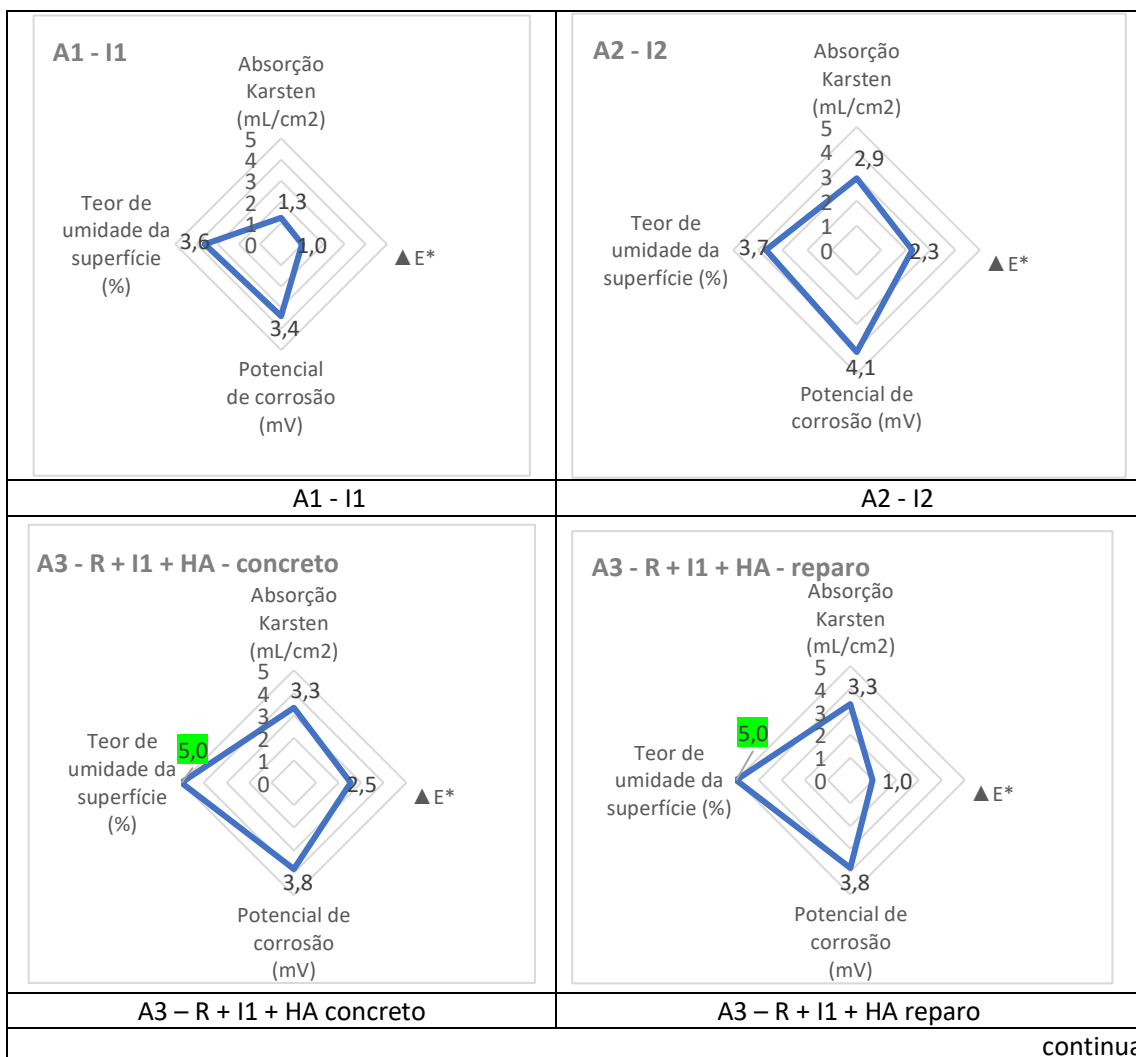 A1 - I1
Absorção
Karsten
(mL/cm2)
5
4
3
2
1
0
1,3
1,0
3,4
3,6
Teor de
umidade da
superfície
(%)
▲E*
Potencial
de corrosão
(mV)
A2 - I2
Absorção
Karsten
(mL/cm2)
5
4
3
2
1
0
2,9
2,3
4,1
3,7
Teor de
umidade da
superfície (%)
▲E*
Potencial de
corrosão (mV)
A1 - I1
A2 - I2
A3 - R + I1 + HA - concreto
Absorção
Karsten
(mL/cm2)
5
4
3
2
1
0
3,3
2,5
3,8
5,0
Teor de
umidade da
superfície
(%)
▲E*
Potencial de
corrosão
(mV)
A3 - R + I1 + HA - reparo
Absorção
Karsten
(mL/cm2)
5
4
3
2
1
0
3,3
1,0
3,8
5,0
Teor de
umidade da
superfície (%)
▲E*
Potencial de
corrosão
(mV)
A3 – R + I1 + HA concreto
A3 – R + I1 + HA reparo
continua